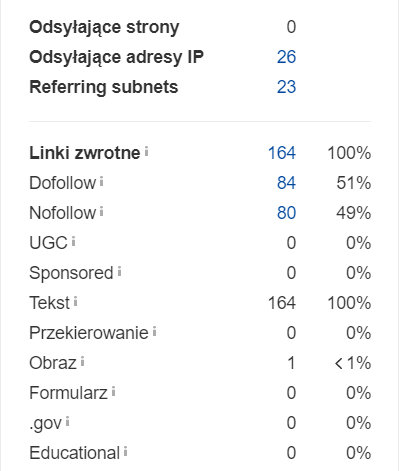 Odsyłające strony 0
Odsyłające adresy IP 26
Referring subnets 23
Linki zwrotne i 164 100%
Dofollow i 84 51%
Nofollow i 80 49%
UGC i 0 0%
Sponsored i 0 0%
Tekst i 164 100%
Przekierowanie i 0 0%
Obraz i 1 <1%
Formularz i 0 0%
.gov i 0 0%
Educational i 0 0%